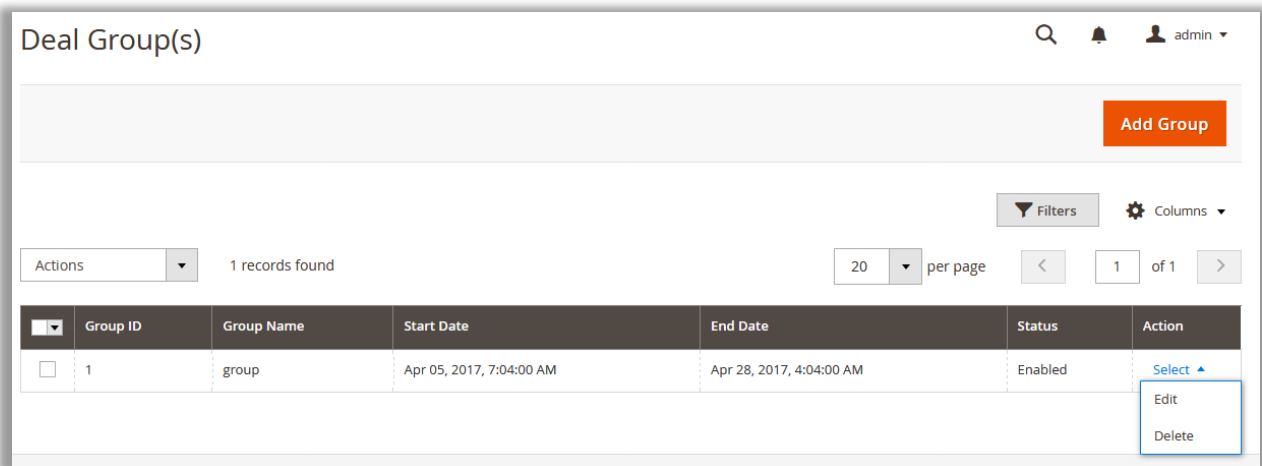 Deal Group(s)
admin
Add Group
Filters
Columns
Actions
1 records found
20
per page
1
of 1
Group ID
Group Name
Start Date
End Date
Status
Action
1
group
Apr 05, 2017, 7:04:00 AM
Apr 28, 2017, 4:04:00 AM
Enabled
Select
Edit
Delete